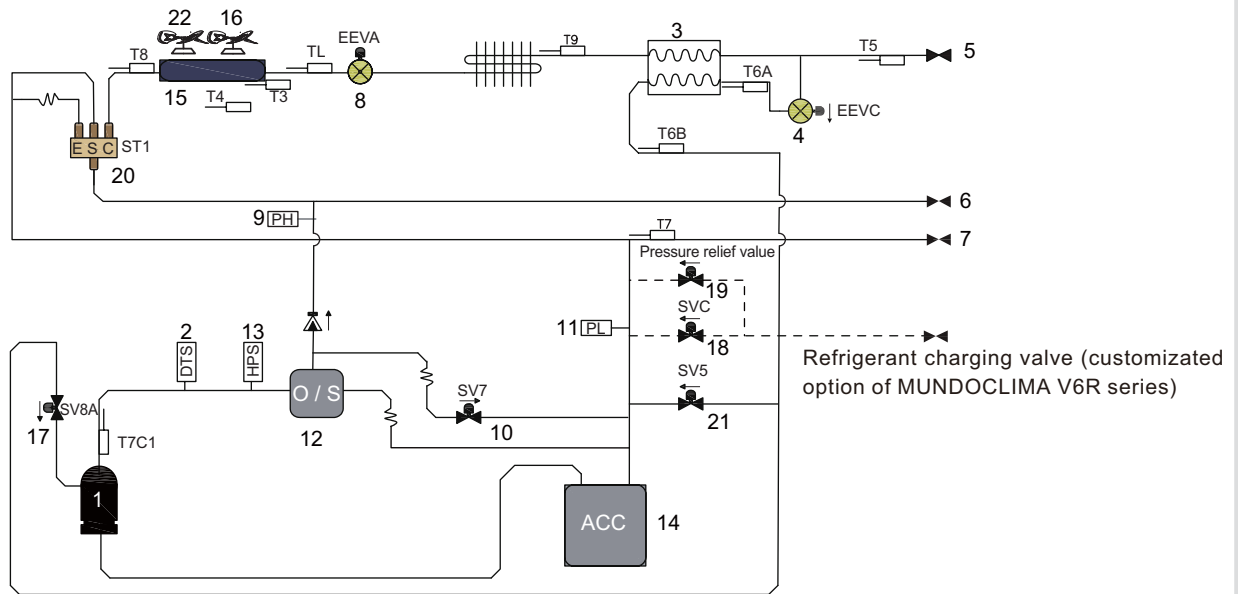 22 16
EEVA
3
T8 TL T9 T5 5
15 T4 T3 8 T6A
4 EEVC
E S C ST1
20
T6B
6
9 PH
T7 7
Pressure relief value
19
SVC
2 13 11 PL
18
Refrigerant charging valve (customizated
option of MUNDOCLIMA V6R series)
DTS HPS
O / S SV7 SV5
SV8A
17 12 10 21
T7C1
1
ACC 14